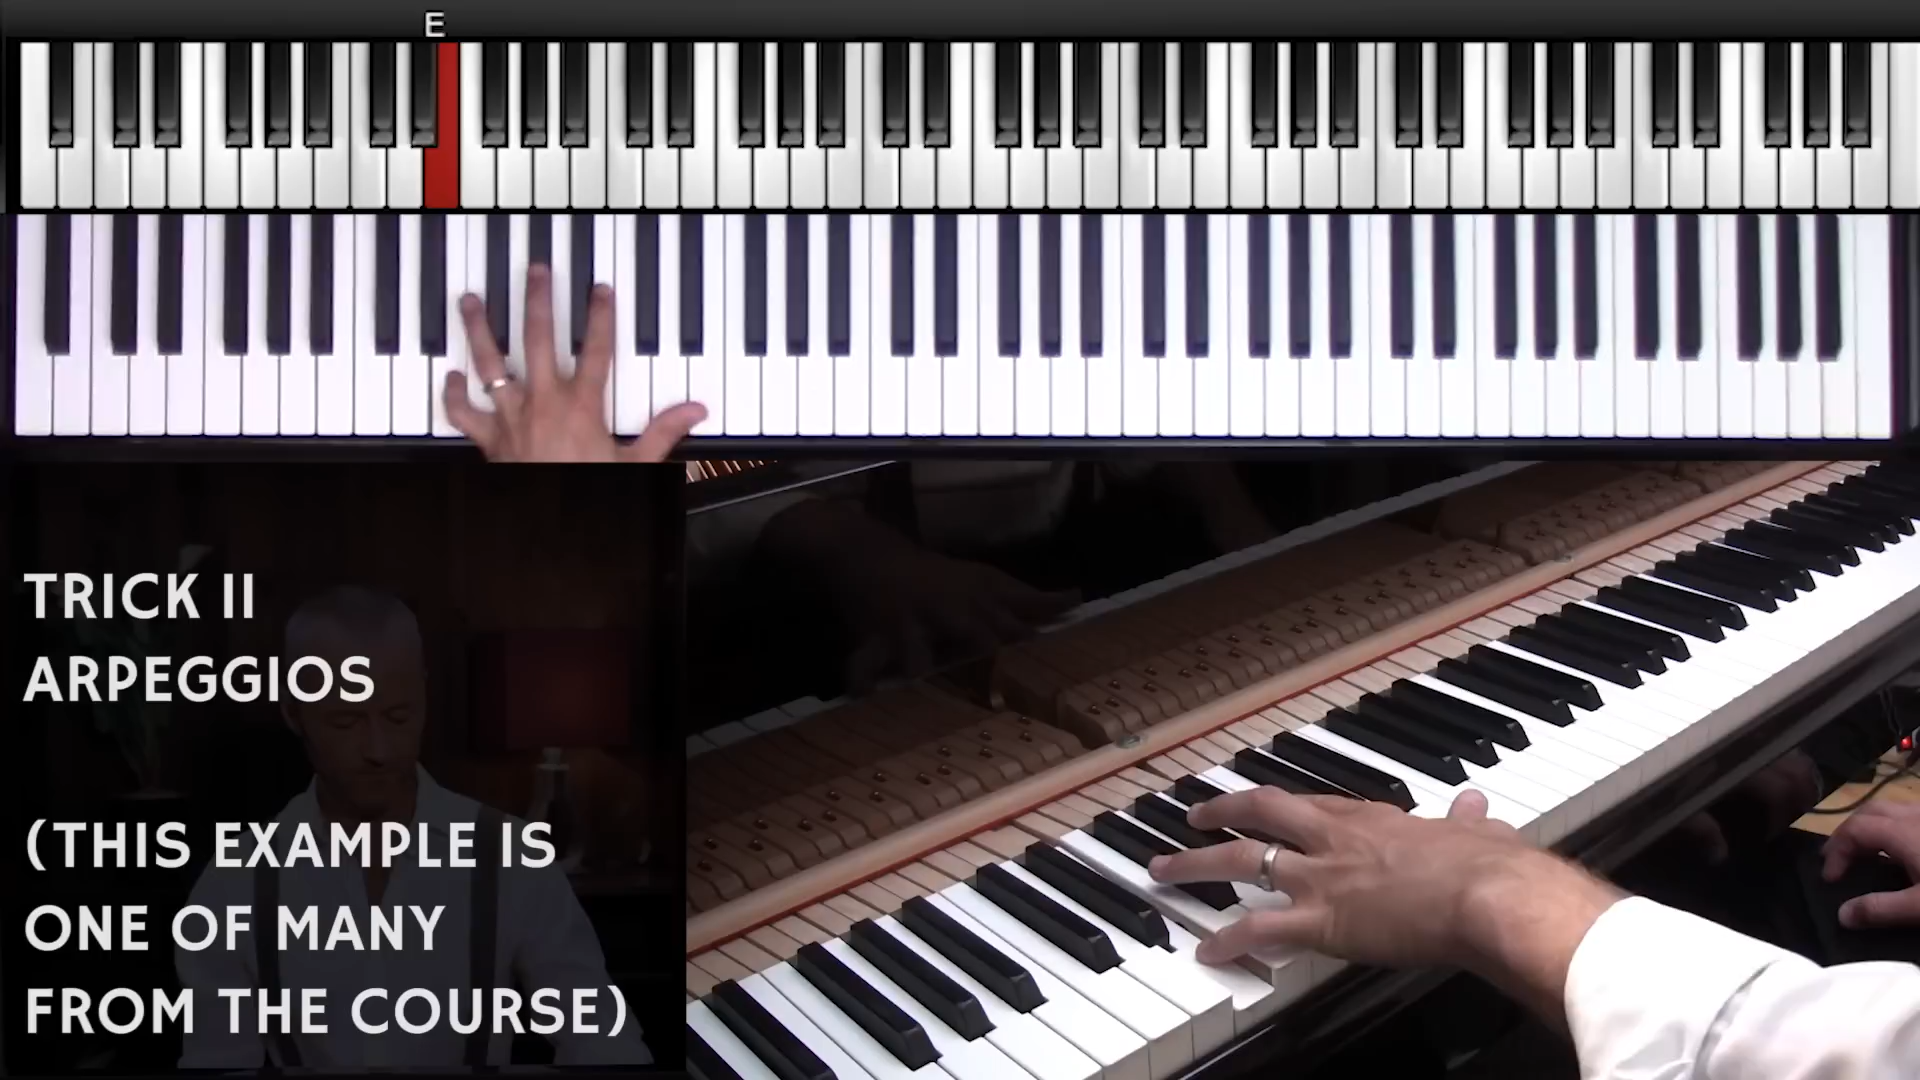 E
TRICK II
ARPEGGIOS
(THIS EXAMPLE IS
ONE OF MANY
FROM THE COURSE)